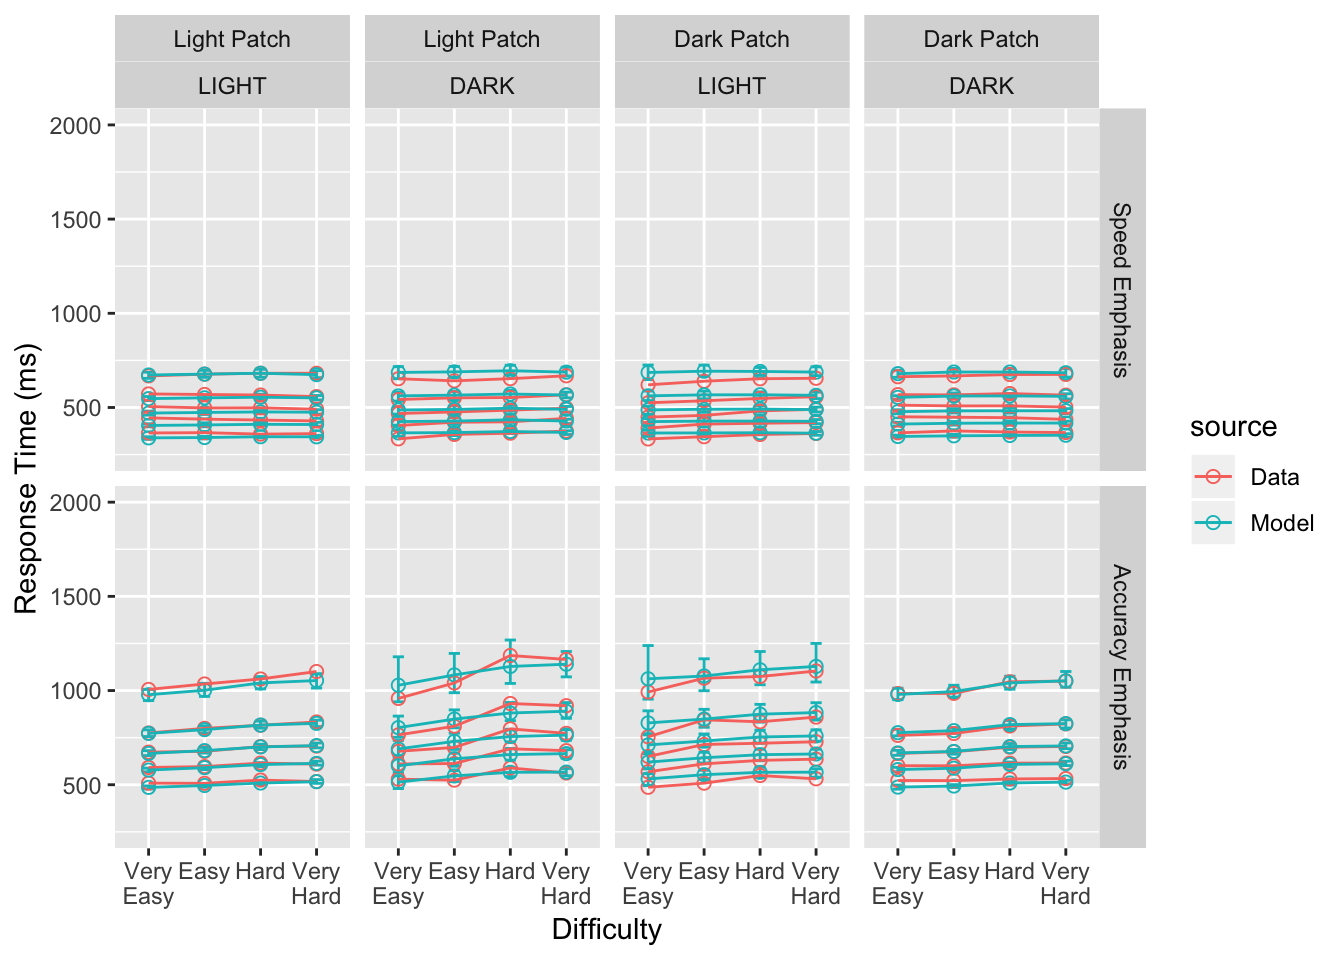 Light Patch Light Patch Dark Patch Dark Patch
LIGHT DARK LIGHT DARK
2000
1500
1000
500
Speed Emphasis
2000
1500
1000
500
Accuracy Emphasis
Response Time (ms)
Very Easy Hard Very Very Easy Hard Very Very Easy Hard Very Very Easy Hard Very
Easy Hard Easy Hard Easy Hard Easy Hard
Difficulty
source
Data
Model